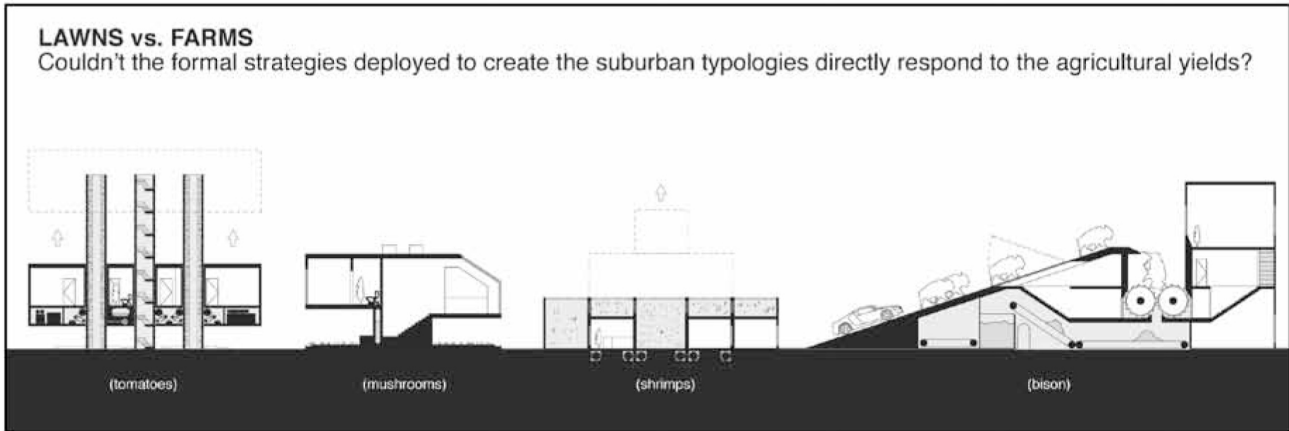 LAWNS vs. FARMS
Couldn't the formal strategies deployed to create the suburban typologies directly respond to the agricultural yields?
(tomatoes)
(mushrooms)
(shrimps)
(bison)